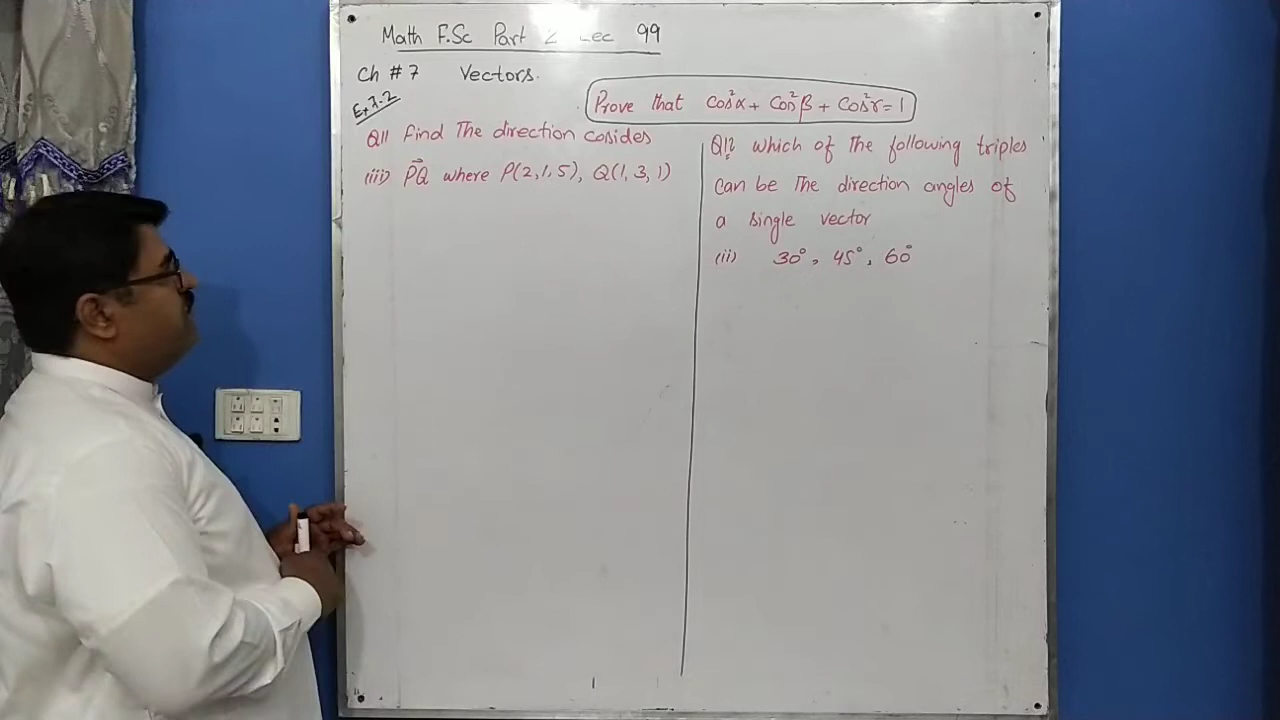 Math F.Sc Part 2 Lec 99
Ch # 7 Vectors.
Ex 7.2
Prove that Cos²α + Cos²β + Cos²γ = 1
Q11 Find The direction cosides
(iii) P⃗Q where P(2,1,5), Q(1,3,1)
Q12 which of The following triples
can be The direction angles of
a single vector
(ii) 30°, 45°, 60°